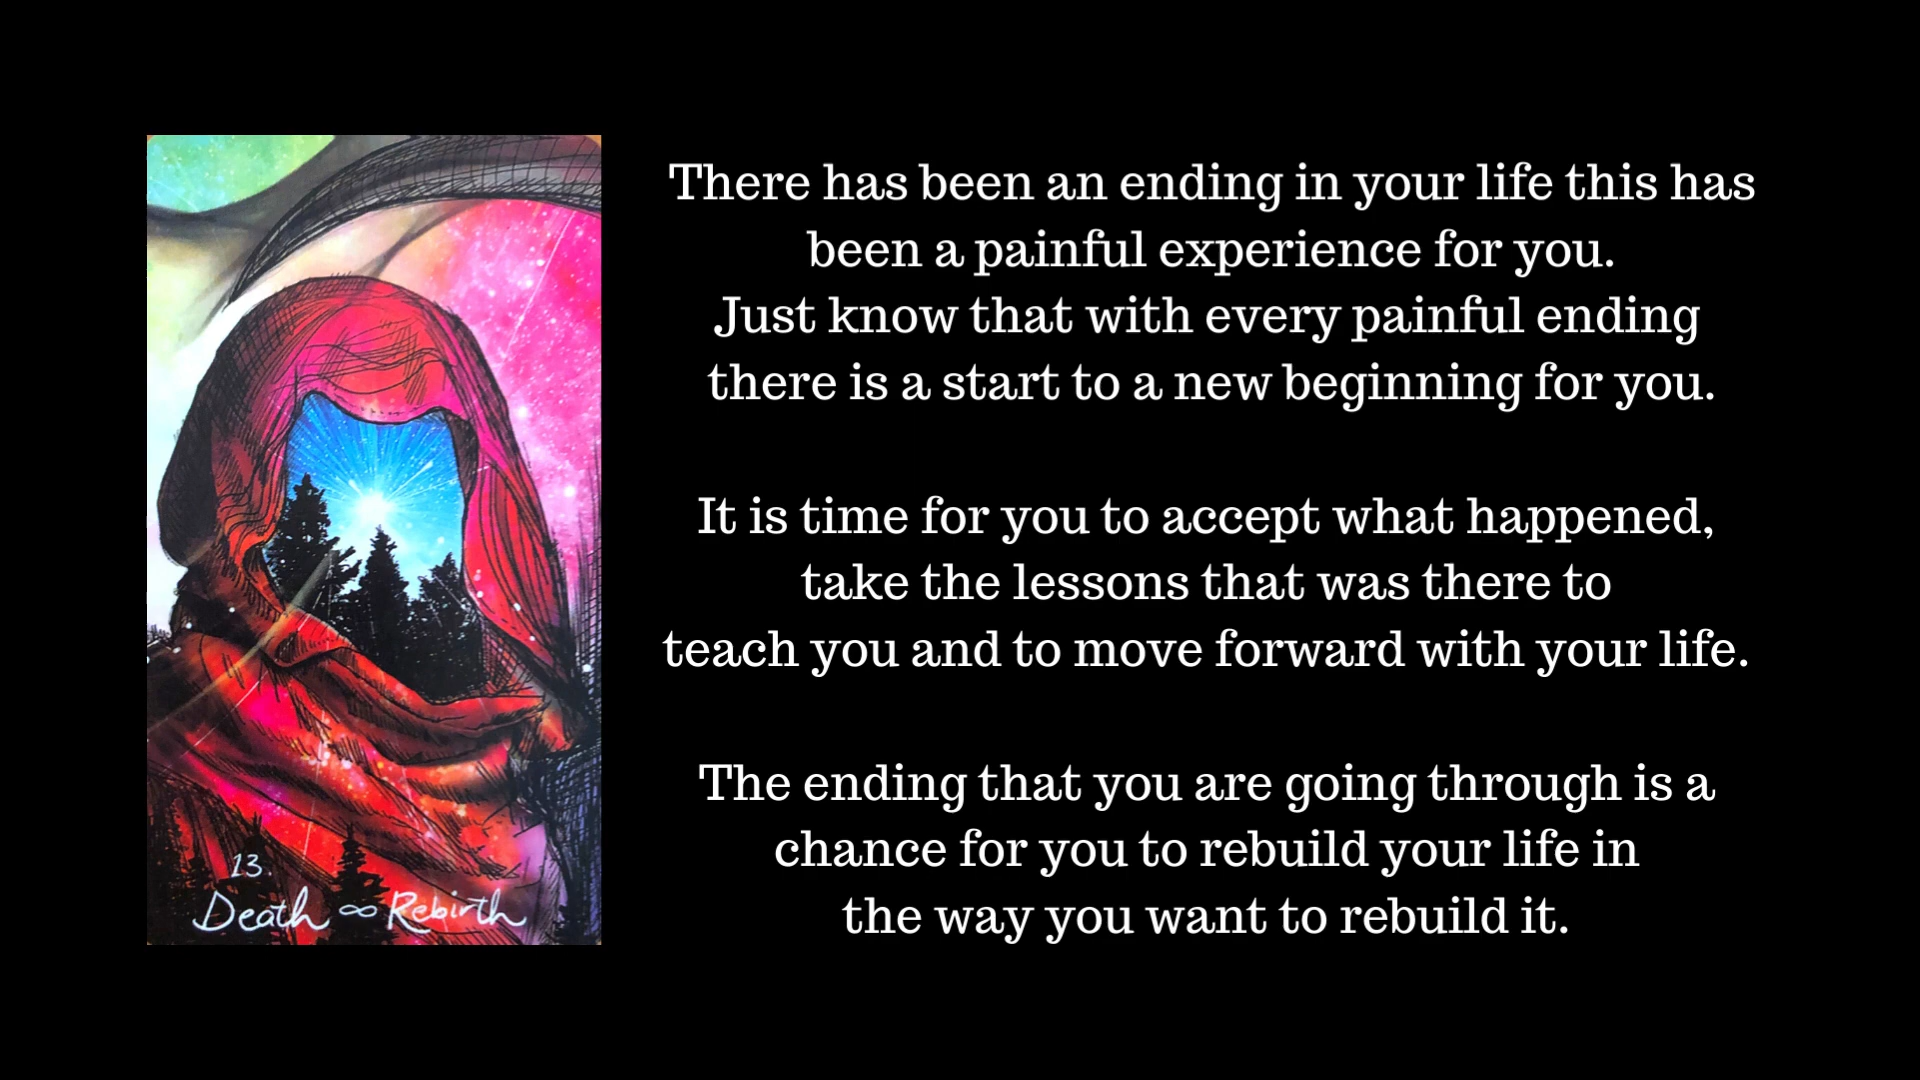 There has been an ending in your life this has
been a painful experience for you.
Just know that with every painful ending
there is a start to a new beginning for you.
It is time for you to accept what happened,
take the lessons that was there to
teach you and to move forward with your life.
The ending that you are going through is a
chance for you to rebuild your life in
the way you want to rebuild it.
13.
Death ∞ Rebirth